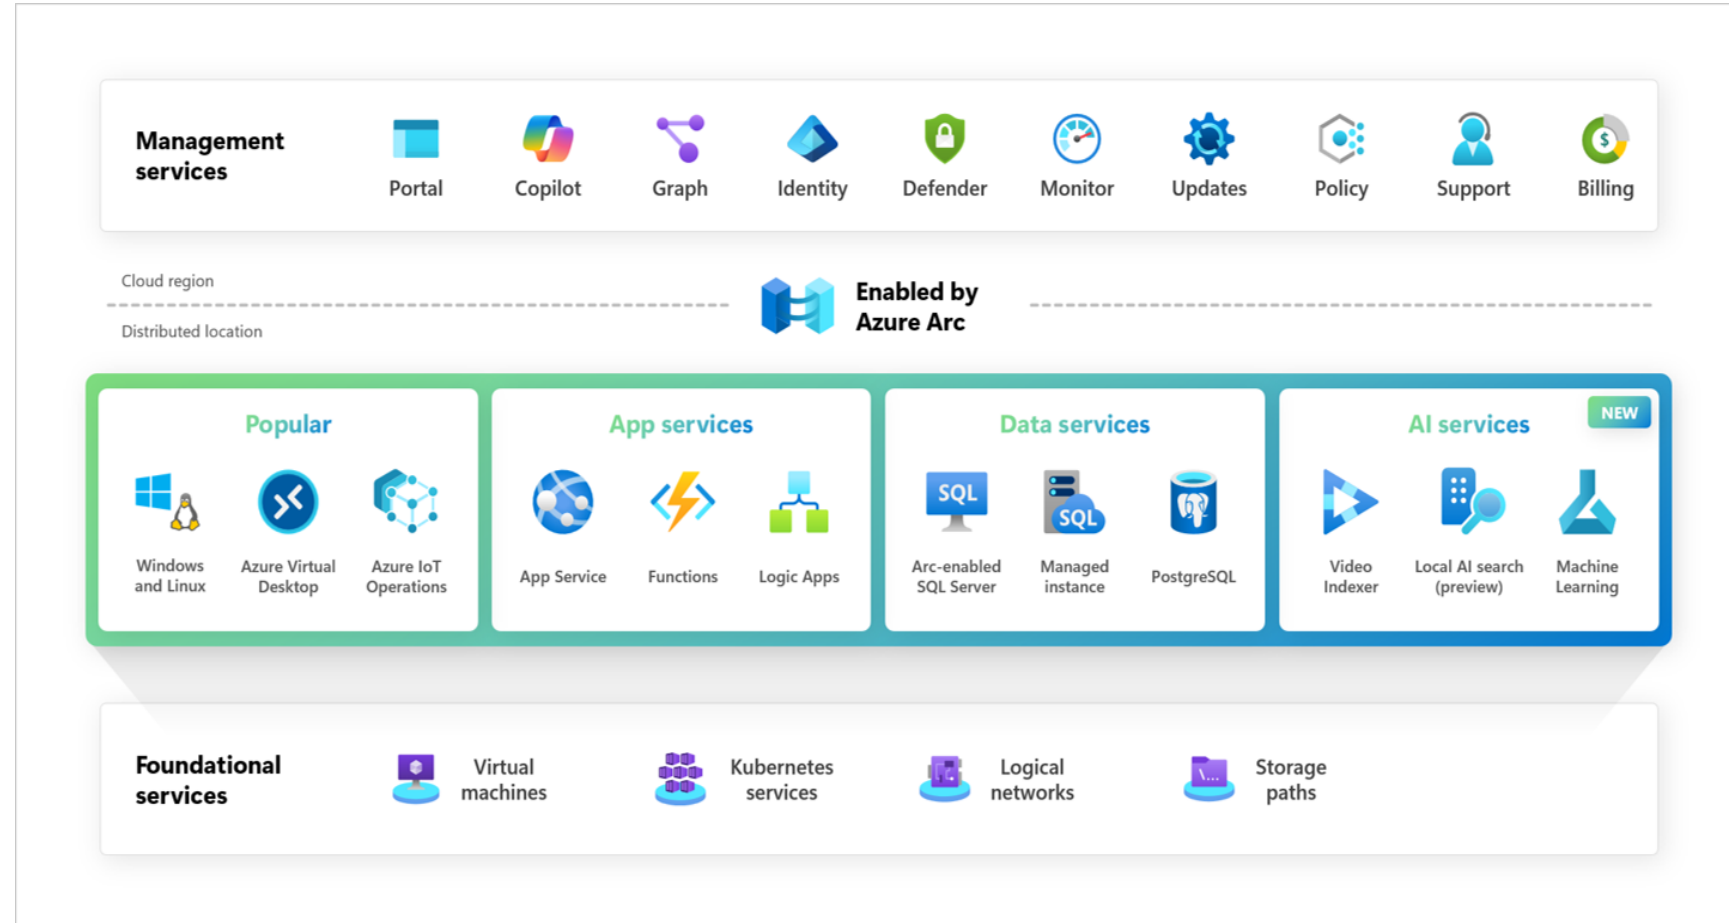 Management
services
Portal
Copilot
Graph
Identity
Defender
Monitor
Updates
Policy
Support
Billing
Cloud region
Distributed location
Enabled by
Azure Arc
Popular
Windows
and Linux
Azure Virtual
Desktop
Azure IoT
Operations
App services
App Service
Functions
Logic Apps
Data services
SQL
Arc-enabled
SQL Server
SQL
Managed
instance
PostgreSQL
AI services
NEW
Video
Indexer
Local AI search
(preview)
Machine
Learning
Foundational
services
Virtual
machines
Kubernetes
services
Logical
networks
Storage
paths